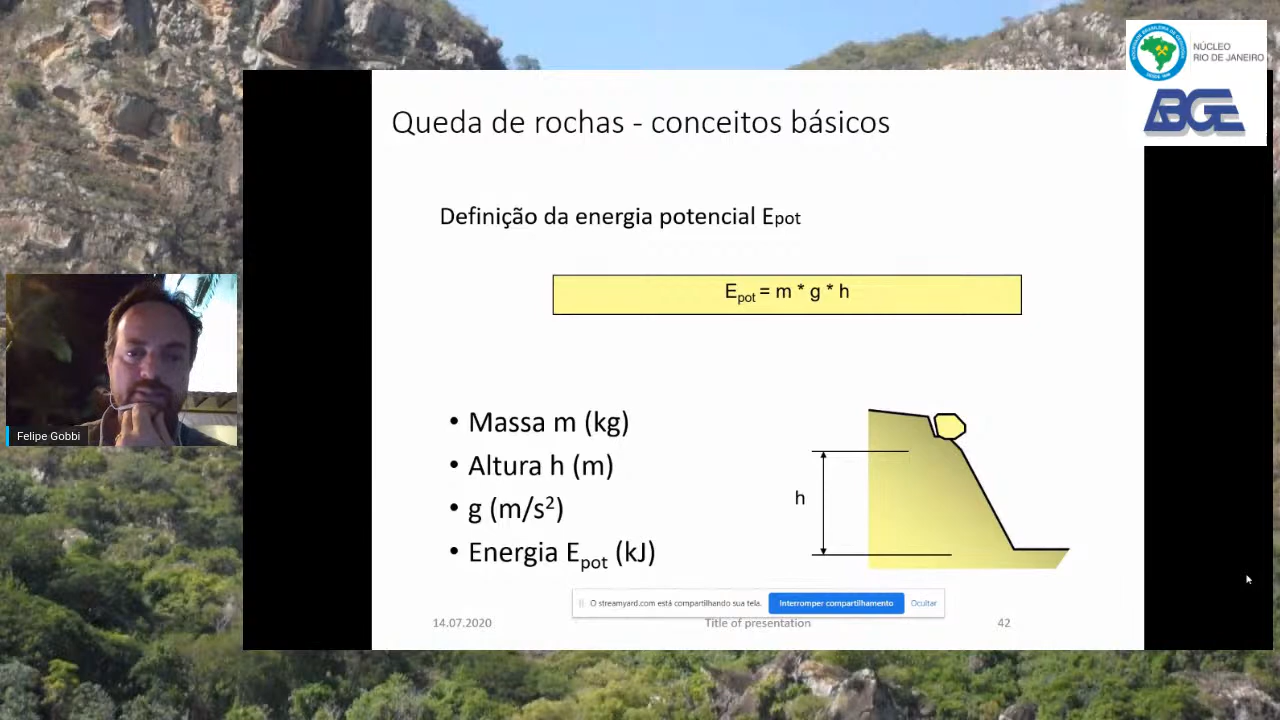 NÚCLEO
RIO DE JANEIRO
ABGE
Queda de rochas - conceitos básicos
Definição da energia potencial Epot
Epot = m * g * h
• Massa m (kg)
• Altura h (m)
• g (m/s²)
• Energia Epot (kJ)
h
Felipe Gobbi
O streamyard.com está compartilhando sua tela.
Interromper compartilhamento
Ocultar
14.07.2020
Title of presentation
42